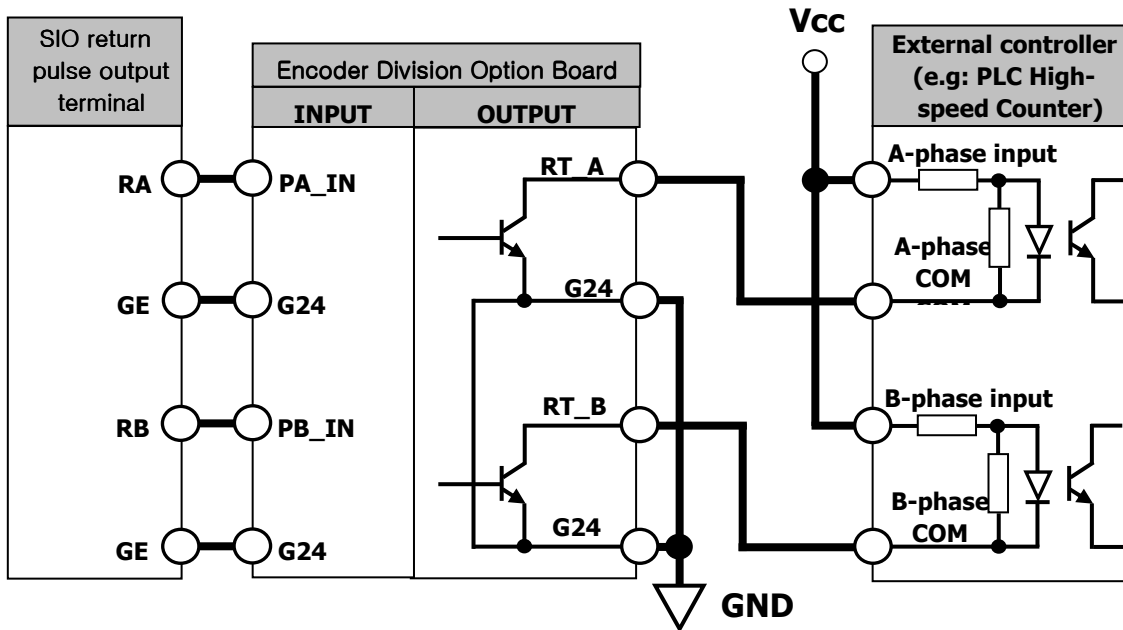 SIO return
pulse output
terminal
Encoder Division Option Board
INPUT
OUTPUT
Vcc
External controller
(e.g: PLC High-
speed Counter)
RA
PA_IN
RT_A
A-phase input
A-phase
COM
GE
G24
G24
RB
PB_IN
RT_B
B-phase input
B-phase
COM
GE
G24
G24
GND